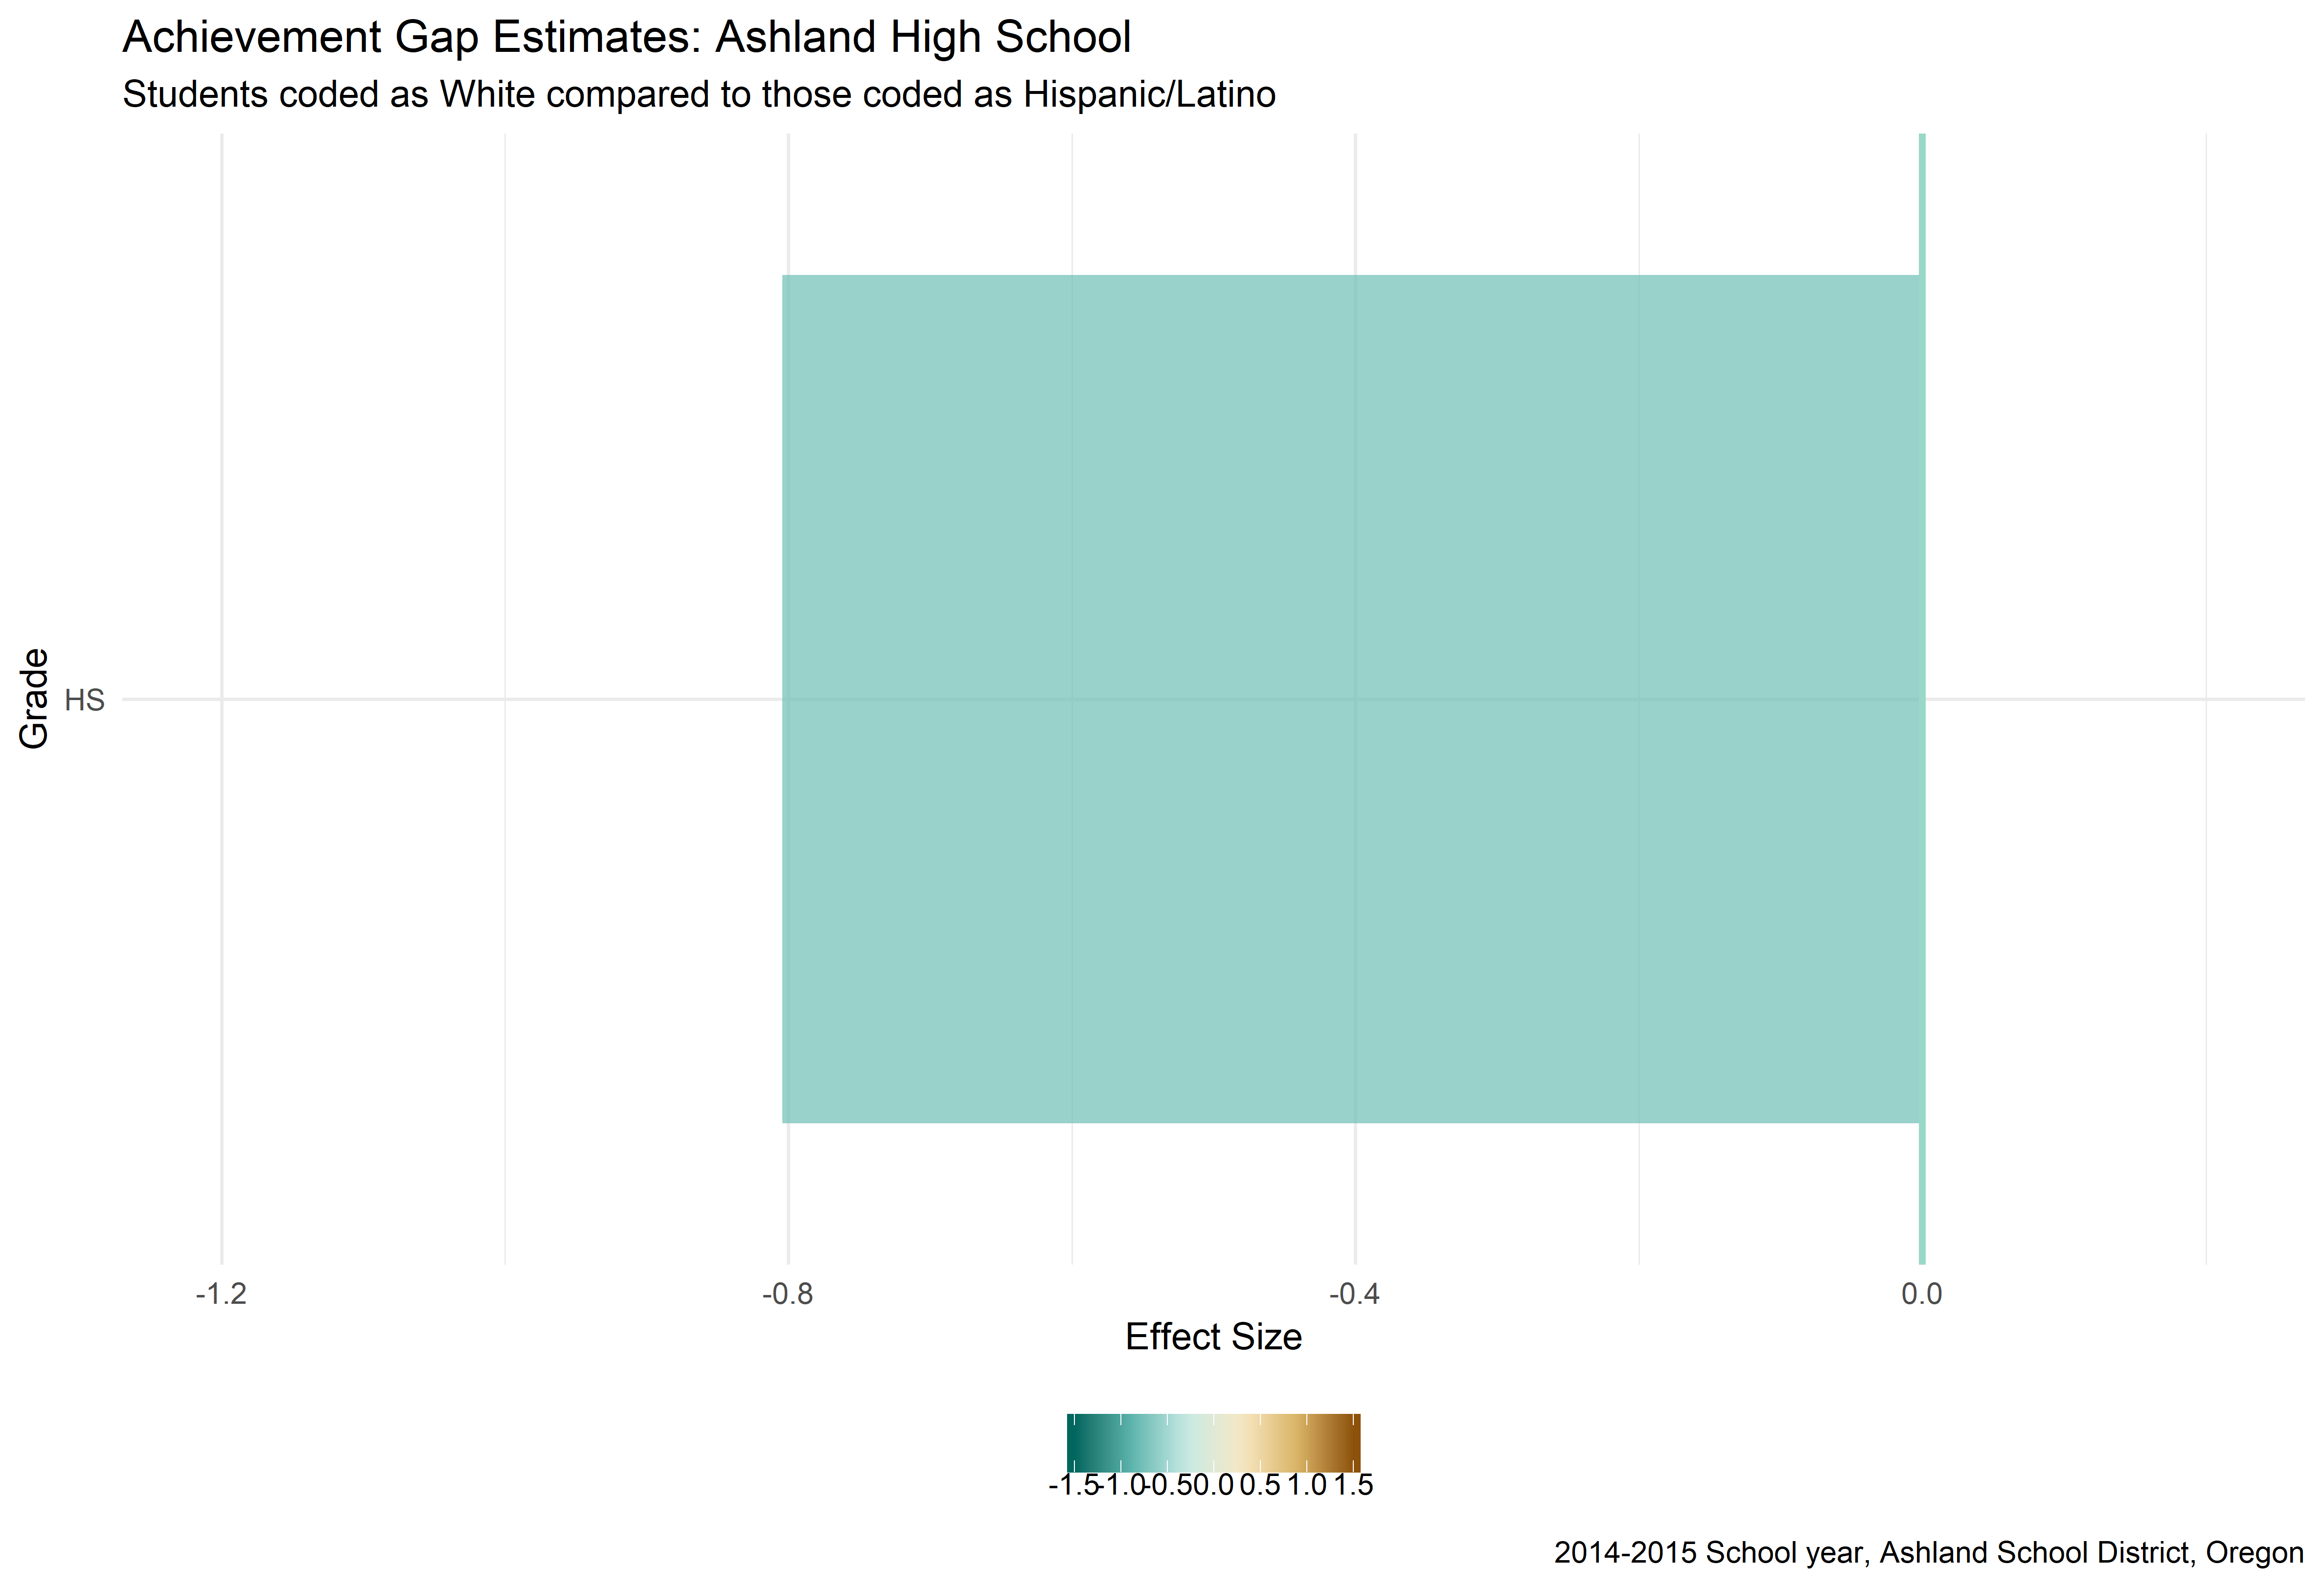 Achievement Gap Estimates: Ashland High School
Students coded as White compared to those coded as Hispanic/Latino
Grade
HS
-1.2 -0.8 -0.4 0.0
Effect Size
-1.5 -1.0 -0.5 0.0 0.5 1.0 1.5
2014-2015 School year, Ashland School District, Oregon